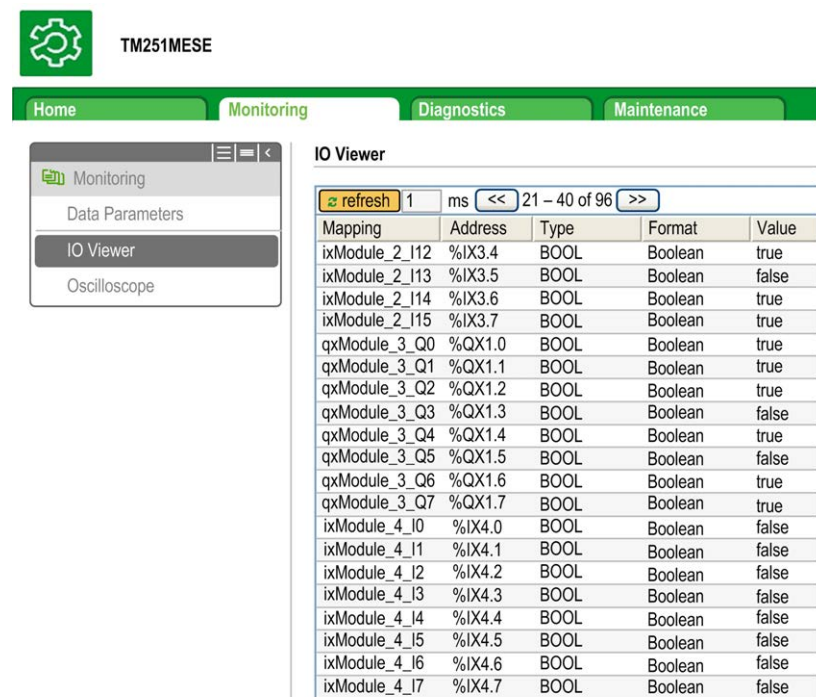 TM251MESE
Home Monitoring Diagnostics Maintenance
Monitoring
Data Parameters
IO Viewer
Oscilloscope
IO Viewer
refresh 1 ms << 21 – 40 of 96 >>
Mapping Address Type Format Value
ixModule_2_I12 %IX3.4 BOOL Boolean true
ixModule_2_I13 %IX3.5 BOOL Boolean false
ixModule_2_I14 %IX3.6 BOOL Boolean true
ixModule_2_I15 %IX3.7 BOOL Boolean true
qxModule_3_Q0 %QX1.0 BOOL Boolean true
qxModule_3_Q1 %QX1.1 BOOL Boolean true
qxModule_3_Q2 %QX1.2 BOOL Boolean true
qxModule_3_Q3 %QX1.3 BOOL Boolean false
qxModule_3_Q4 %QX1.4 BOOL Boolean true
qxModule_3_Q5 %QX1.5 BOOL Boolean false
qxModule_3_Q6 %QX1.6 BOOL Boolean true
qxModule_3_Q7 %QX1.7 BOOL Boolean true
ixModule_4_I0 %IX4.0 BOOL Boolean false
ixModule_4_I1 %IX4.1 BOOL Boolean false
ixModule_4_I2 %IX4.2 BOOL Boolean false
ixModule_4_I3 %IX4.3 BOOL Boolean false
ixModule_4_I4 %IX4.4 BOOL Boolean false
ixModule_4_I5 %IX4.5 BOOL Boolean false
ixModule_4_I6 %IX4.6 BOOL Boolean false
ixModule_4_I7 %IX4.7 BOOL Boolean false